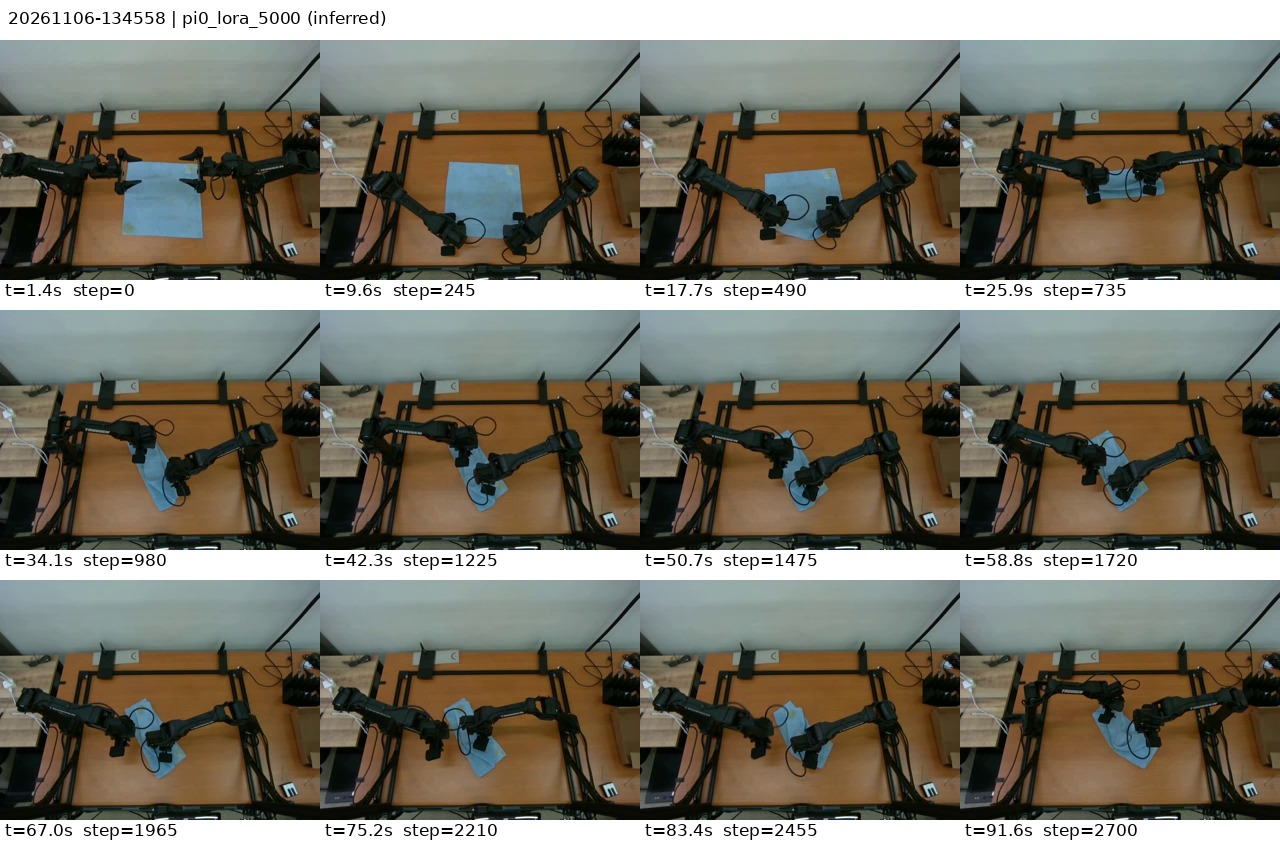 20261106-134558 | pi0_lora_5000 (inferred)
t=1.4s step=0
t=9.6s step=245
t=17.7s step=490
t=25.9s step=735
t=34.1s step=980
t=42.3s step=1225
t=50.7s step=1475
t=58.8s step=1720
t=67.0s step=1965
t=75.2s step=2210
t=83.4s step=2455
t=91.6s step=2700